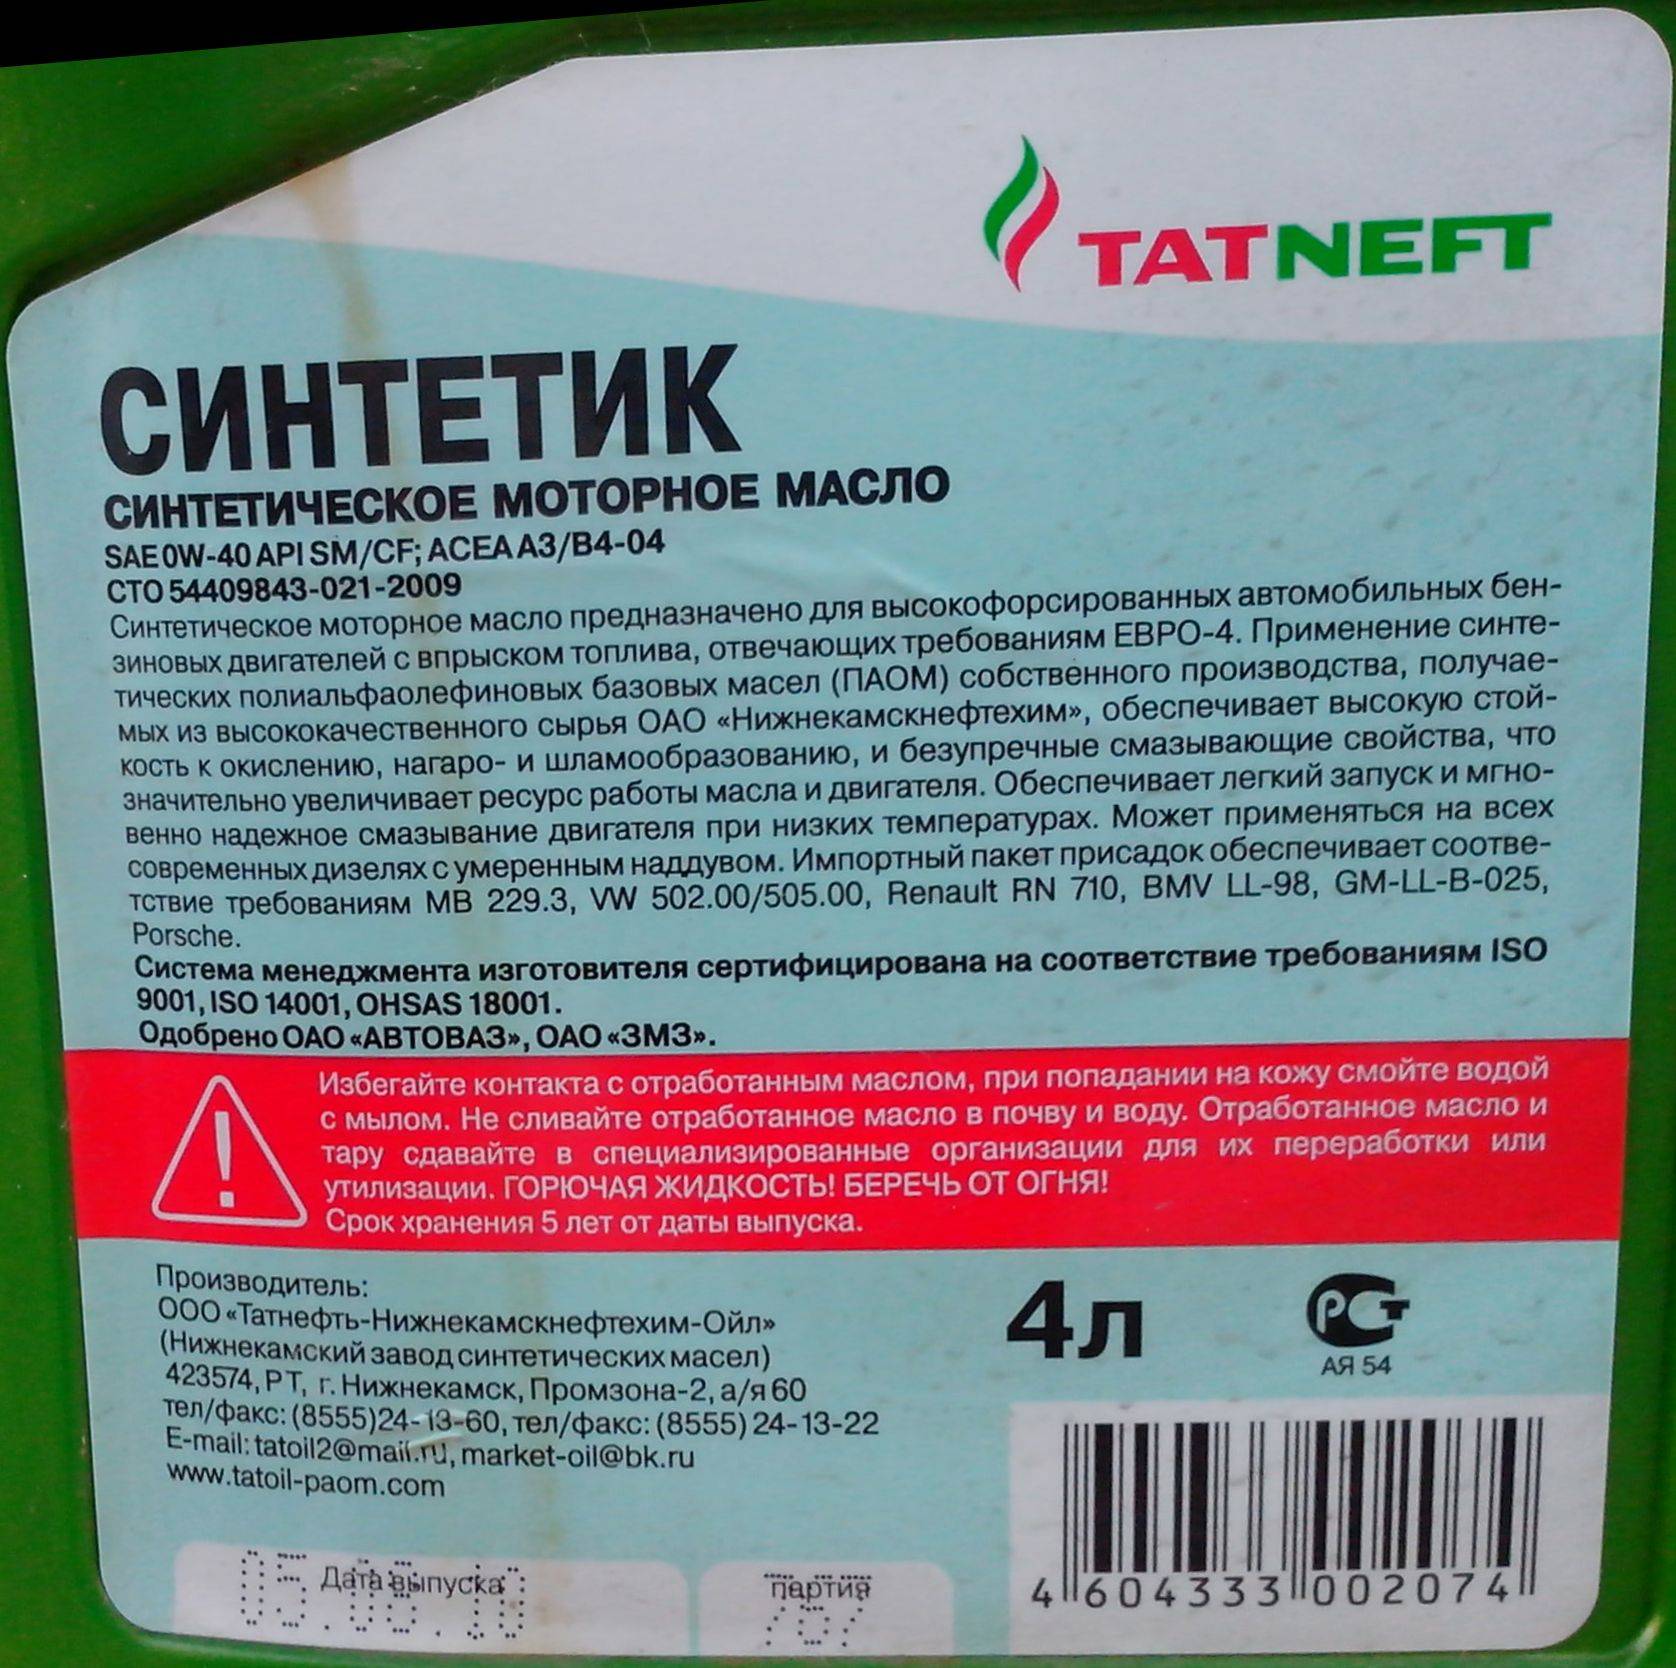 TATNEFT
СИНТЕТИК
СИНТЕТИЧЕСКОЕ МОТОРНОЕ МАСЛО
SAE 0W-40 API SM/CF; ACEA A3/B4-04
СТО 54409843-021-2009
Синтетическое моторное масло предназначено для высокофорсированных автомобильных бен-
зиновых двигателей с впрыском топлива, отвечающих требованиям ЕВРО-4. Применение синте-
тических полиальфаолефиновых базовых масел (ПАОМ) собственного производства, получае-
мых из высококачественного сырья ОАО «Нижнекамскнефтехим», обеспечивает высокую стой-
кость к окислению, нагаро- и шламообразованию, и безупречные смазывающие свойства, что
значительно увеличивает ресурс работы масла и двигателя. Обеспечивает легкий запуск и мгно-
венно надежное смазывание двигателя при низких температурах. Может применяться на всех
современных дизелях с умеренным наддувом. Импортный пакет присадок обеспечивает соотве-
тствие требованиям MB 229.3, VW 502.00/505.00, Renault RN 710, BMV LL-98, GM-LL-B-025,
Porsche.
Система менеджмента изготовителя сертифицирована на соответствие требованиям ISO
9001, ISO 14001, OHSAS 18001.
Одобрено ОАО «АВТОВАЗ», ОАО «ЗМЗ».
Избегайте контакта с отработанным маслом, при попадании на кожу смойте водой
с мылом. Не сливайте отработанное масло в почву и воду. Отработанное масло и
тару сдавайте в специализированные организации для их переработки или
утилизации. ГОРЮЧАЯ ЖИДКОСТЬ! БЕРЕЧЬ ОТ ОГНЯ!
Срок хранения 5 лет от даты выпуска.
Производитель:
ООО «Татнефть-Нижнекамскнефтехим-Ойл»
(Нижнекамский завод синтетических масел)
423574, РТ, г. Нижнекамск, Промзона-2, а/я 60
тел/факс: (8555)24-13-60, тел/факс: (8555) 24-13-22
E-mail: tatoil2@mail.ru, market-oil@bk.ru
www.tatoil-paom.com
4л
РСТ
АЯ 54
Дата выпуска
партия
4 604333 002074